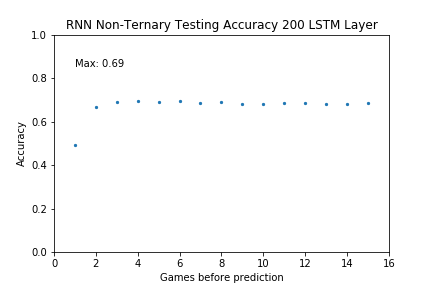 RNN Non-Ternary Testing Accuracy 200 LSTM Layer
1.0
Max: 0.69
0.8
0.6
Accuracy
0.4
0.2
0.0
0 2 4 6 8 10 12 14 16
Games before prediction